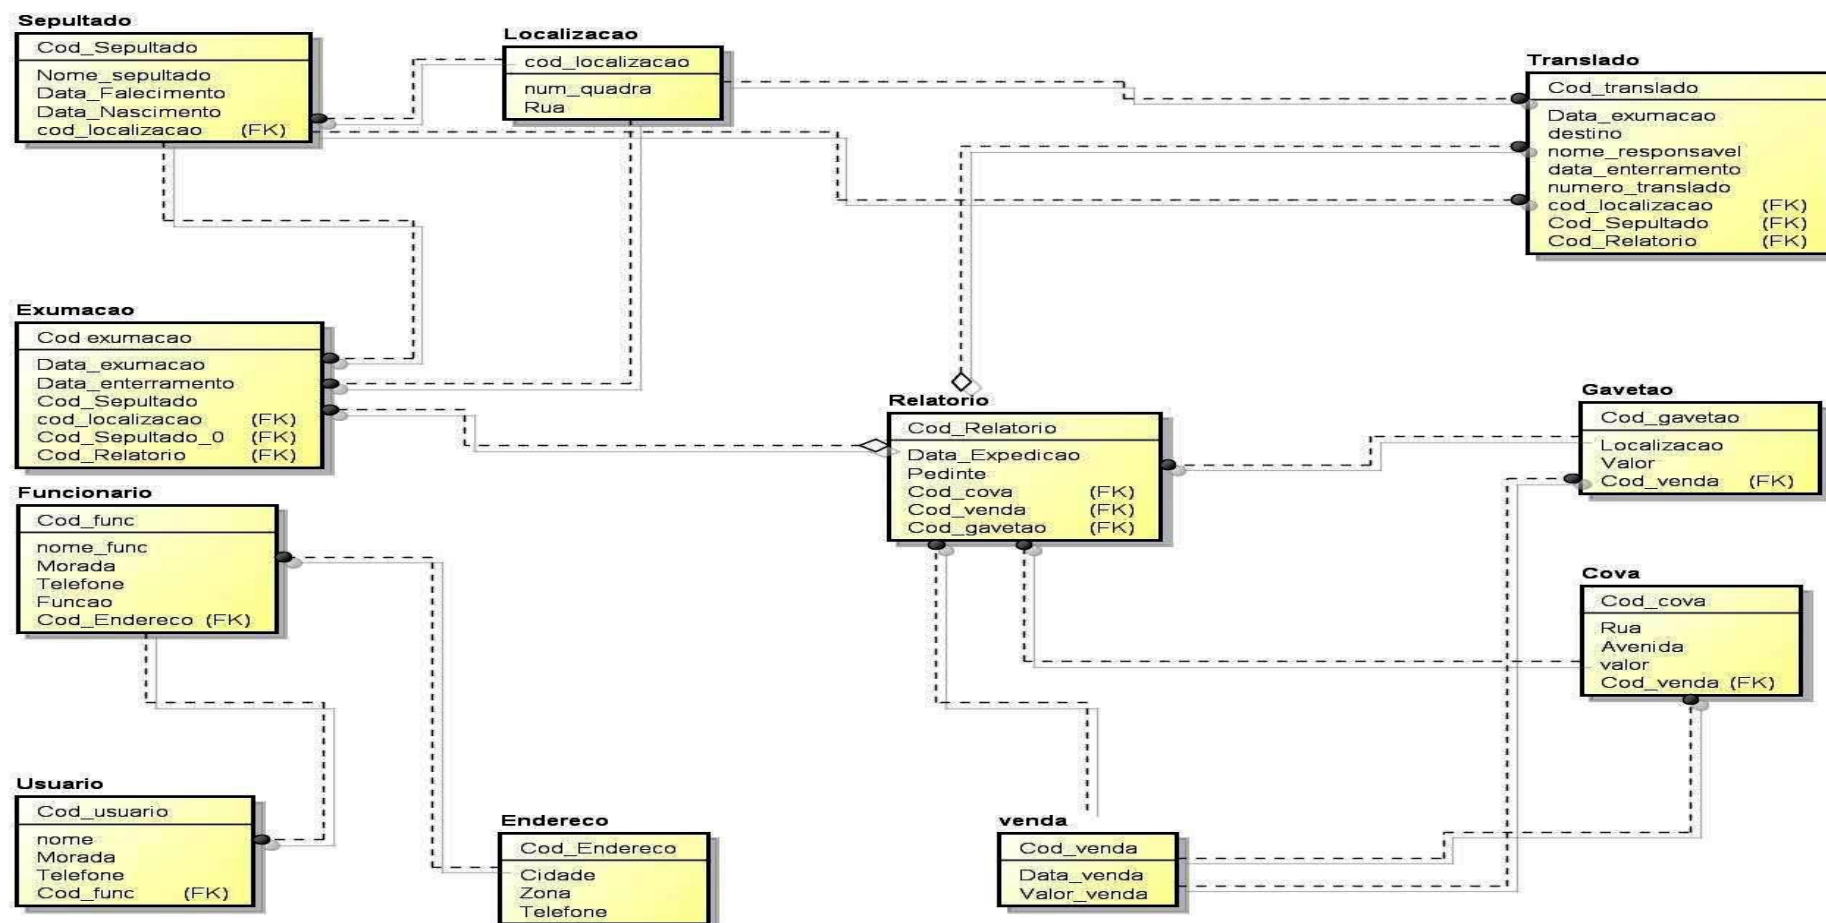 Sepultado
Cod_Sepultado
Nome_sepultado
Data_Falecimento
Data_Nascimento
cod_localizacao (FK)
Localizacao
cod_localizacao
num_quadra
Rua
Translado
Cod_translado
Data_exumacao
destino
nome_responsavel
data_enterramento
numero_translado
cod_localizacao (FK)
Cod_Sepultado (FK)
Cod_Relatorio (FK)
Exumacao
Cod exumacao
Data_exumacao
Data_enterramento
Cod_Sepultado
cod_localizacao (FK)
Cod_Sepultado_0 (FK)
Cod_Relatorio (FK)
Relatorio
Cod_Relatorio
Data_Expedicao
Pedinte
Cod_cova (FK)
Cod_venda (FK)
Cod_gavetao (FK)
Gavetao
Cod_gavetao
Localizacao
Valor
Cod_venda (FK)
Funcionario
Cod_func
nome_func
Morada
Telefone
Funcao
Cod_Endereco (FK)
Cova
Cod_cova
Rua
Avenida
valor
Cod_venda (FK)
Usuario
Cod_usuario
nome
Morada
Telefone
Cod_func (FK)
Endereco
Cod_Endereco
Cidade
Zona
Telefone
venda
Cod_venda
Data_venda
Valor_venda